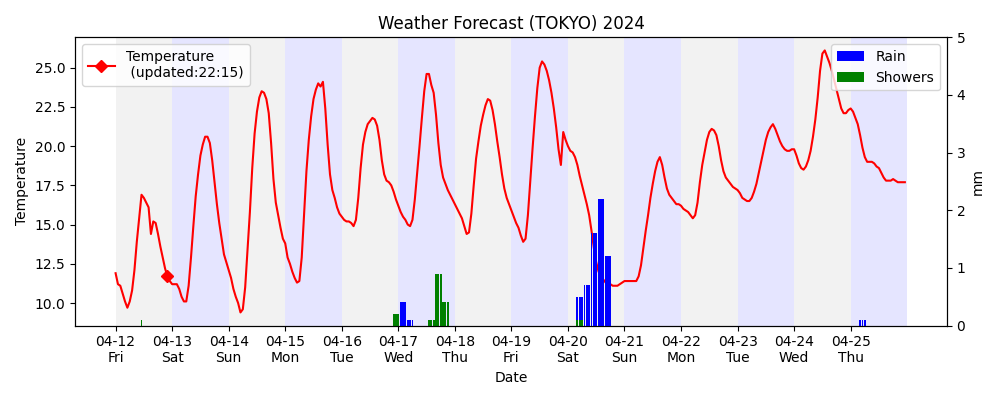 Weather Forecast (TOKYO) 2024
Temperature
(updated:22:15)
Rain
Showers
25.0
22.5
20.0
17.5
15.0
12.5
10.0
Temperature
5
4
3
2
1
0
mm
04-12 04-13 04-14 04-15 04-16 04-17 04-18 04-19 04-20 04-21 04-22 04-23 04-24 04-25
Fri Sat Sun Mon Tue Wed Thu Fri Sat Sun Mon Tue Wed Thu
Date